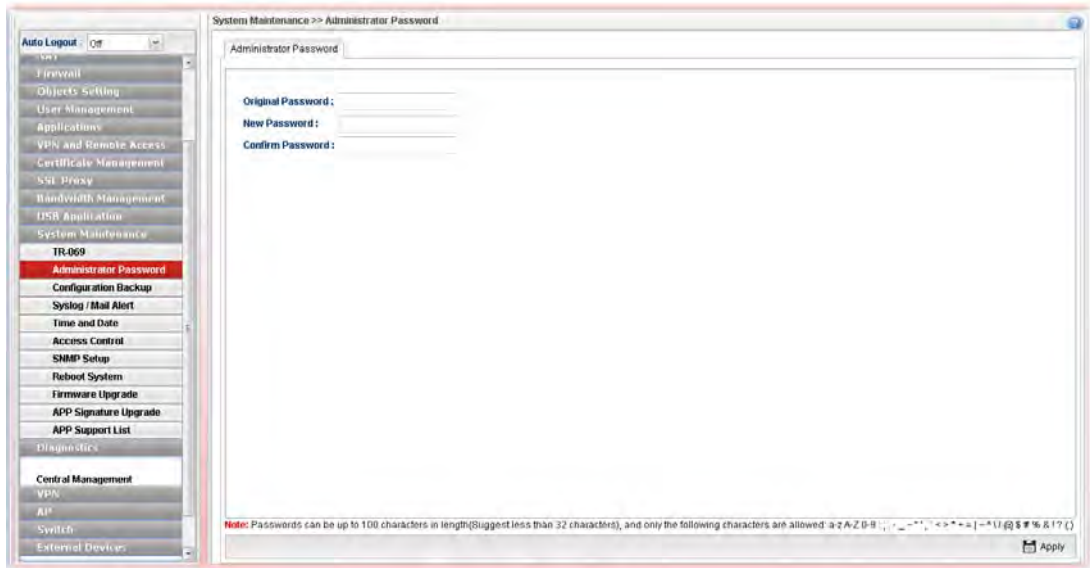 System Maintenance >> Administrator Password
Auto Logout : Off
Firewall
Objects Setting
User Management
Applications
VPN and Remote Access
Certificate Management
SSL Proxy
Bandwidth Management
USB Application
System Maintenance
TR-069
Administrator Password
Configuration Backup
Syslog / Mail Alert
Time and Date
Access Control
SNMP Setup
Reboot System
Firmware Upgrade
APP Signature Upgrade
APP Support List
Diagnostics
Central Management
VPN
AP
Switch
External Devices
Administrator Password
Original Password :
New Password :
Confirm Password :
Note: Passwords can be up to 100 characters in length(Suggest less than 32 characters), and only the following characters are allowed: a-z A-Z 0-9
Apply